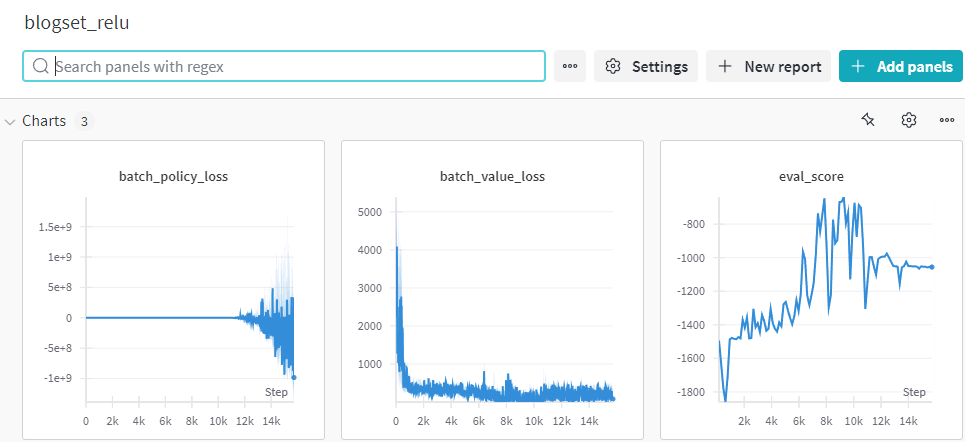 blogset_relu
Search panels with regex
Settings
New report
Add panels
Charts 3
batch_policy_loss
1.5e+9
1e+9
5e+8
0
-5e+8
-1e+9
Step
0 2k 4k 6k 8k 10k 12k 14k
batch_value_loss
5000
4000
3000
2000
1000
0 2k 4k 6k 8k 10k 12k 14k
eval_score
-800
-1000
-1200
-1400
-1600
-1800
Step
2k 4k 6k 8k 10k 12k 14k